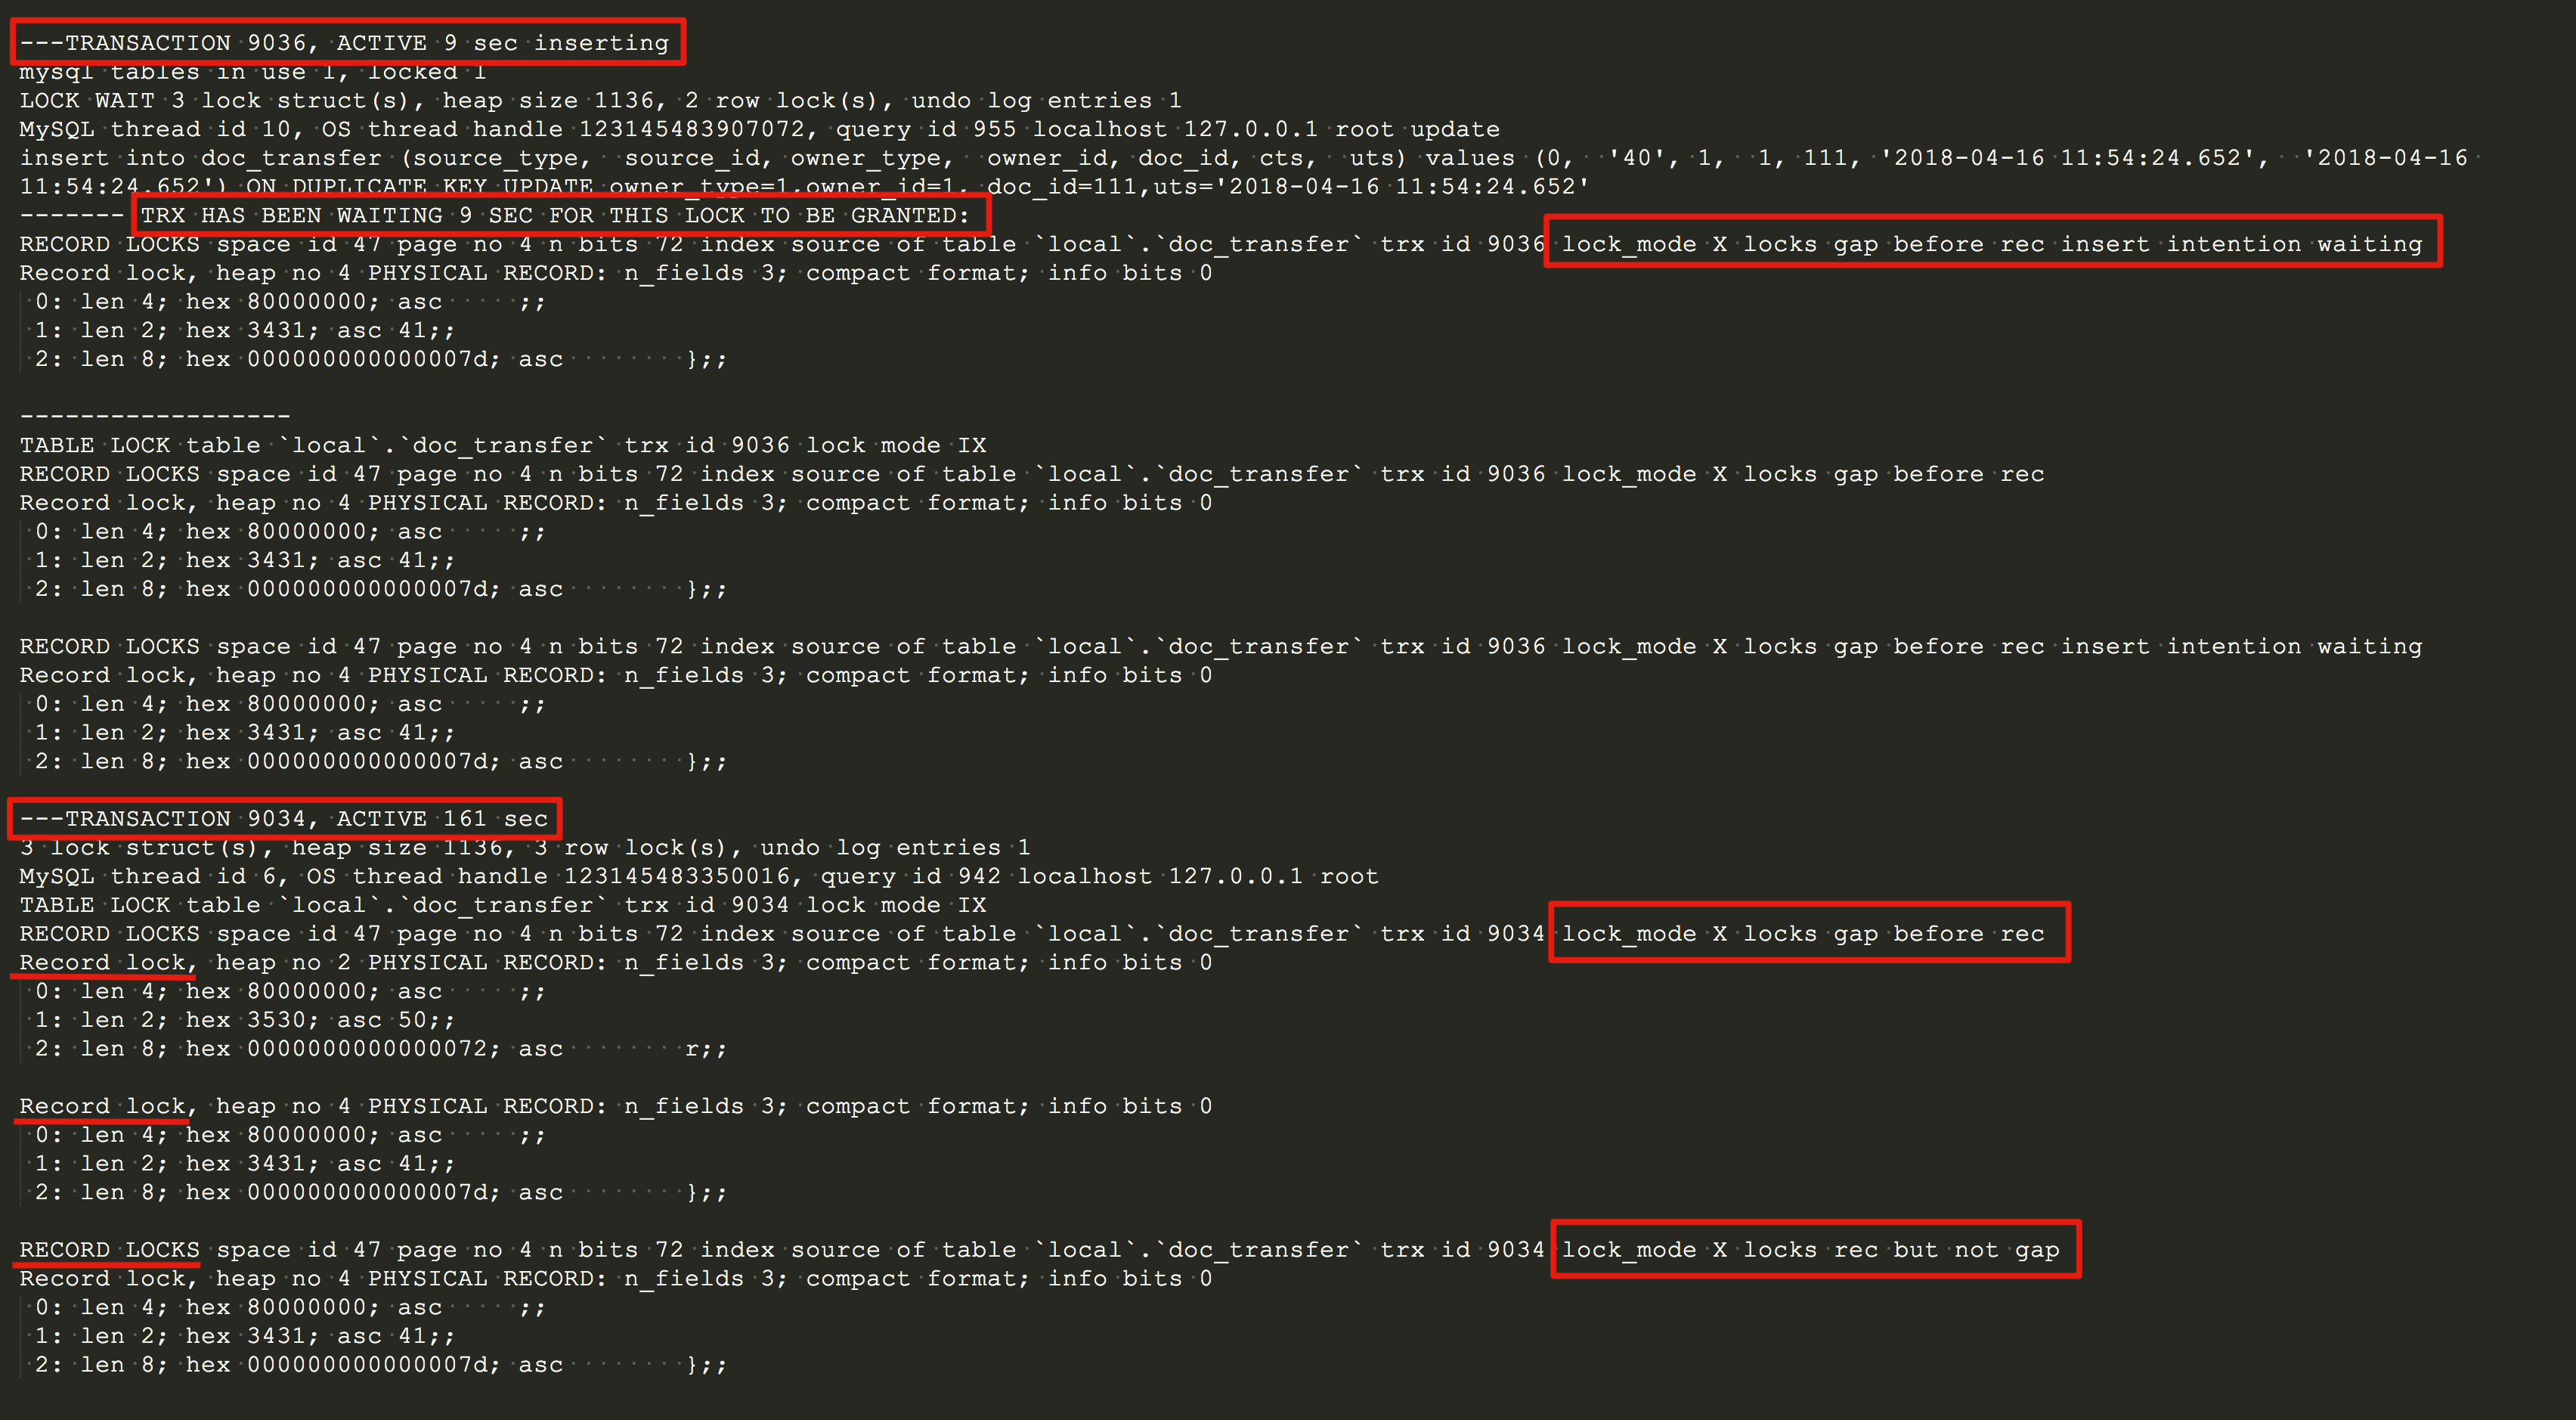 ---TRANSACTION 9036, ACTIVE 9 sec inserting
mysql tables in use 1, locked 1
LOCK WAIT 3 lock struct(s), heap size 1136, 2 row lock(s), undo log entries 1
MySQL thread id 10, OS thread handle 123145483907072, query id 955 localhost 127.0.0.1 root update
insert into doc_transfer (source_type,  source_id, owner_type,  owner_id, doc_id, cts,  uts) values (0,  '40', 1,  1, 111, '2018-04-16 11:54:24.652',  '2018-04-16
11:54:24.652') ON DUPLICATE KEY UPDATE owner_type=1,owner_id=1, doc_id=111,uts='2018-04-16 11:54:24.652'
------- TRX HAS BEEN WAITING 9 SEC FOR THIS LOCK TO BE GRANTED:
RECORD LOCKS space id 47 page no 4 n bits 72 index source of table `local`.`doc_transfer` trx id 9036 lock_mode X locks gap before rec insert intention waiting
Record lock, heap no 4 PHYSICAL RECORD: n_fields 3; compact format; info bits 0
 0: len 4; hex 80000000; asc     ;;
 1: len 2; hex 3431; asc 41;;
 2: len 8; hex 000000000000007d; asc        };;
------------------
TABLE LOCK table `local`.`doc_transfer` trx id 9036 lock mode IX
RECORD LOCKS space id 47 page no 4 n bits 72 index source of table `local`.`doc_transfer` trx id 9036 lock_mode X locks gap before rec
Record lock, heap no 4 PHYSICAL RECORD: n_fields 3; compact format; info bits 0
 0: len 4; hex 80000000; asc     ;;
 1: len 2; hex 3431; asc 41;;
 2: len 8; hex 000000000000007d; asc        };;
RECORD LOCKS space id 47 page no 4 n bits 72 index source of table `local`.`doc_transfer` trx id 9036 lock_mode X locks gap before rec insert intention waiting
Record lock, heap no 4 PHYSICAL RECORD: n_fields 3; compact format; info bits 0
 0: len 4; hex 80000000; asc     ;;
 1: len 2; hex 3431; asc 41;;
 2: len 8; hex 000000000000007d; asc        };;
---TRANSACTION 9034, ACTIVE 161 sec
3 lock struct(s), heap size 1136, 3 row lock(s), undo log entries 1
MySQL thread id 6, OS thread handle 123145483350016, query id 942 localhost 127.0.0.1 root
TABLE LOCK table `local`.`doc_transfer` trx id 9034 lock mode IX
RECORD LOCKS space id 47 page no 4 n bits 72 index source of table `local`.`doc_transfer` trx id 9034 lock_mode X locks gap before rec
Record lock, heap no 2 PHYSICAL RECORD: n_fields 3; compact format; info bits 0
 0: len 4; hex 80000000; asc     ;;
 1: len 2; hex 3530; asc 50;;
 2: len 8; hex 0000000000000072; asc        r;;
Record lock, heap no 4 PHYSICAL RECORD: n_fields 3; compact format; info bits 0
 0: len 4; hex 80000000; asc     ;;
 1: len 2; hex 3431; asc 41;;
 2: len 8; hex 000000000000007d; asc        };;
RECORD LOCKS space id 47 page no 4 n bits 72 index source of table `local`.`doc_transfer` trx id 9034 lock_mode X locks rec but not gap
Record lock, heap no 4 PHYSICAL RECORD: n_fields 3; compact format; info bits 0
 0: len 4; hex 80000000; asc     ;;
 1: len 2; hex 3431; asc 41;;
 2: len 8; hex 000000000000007d; asc        };;